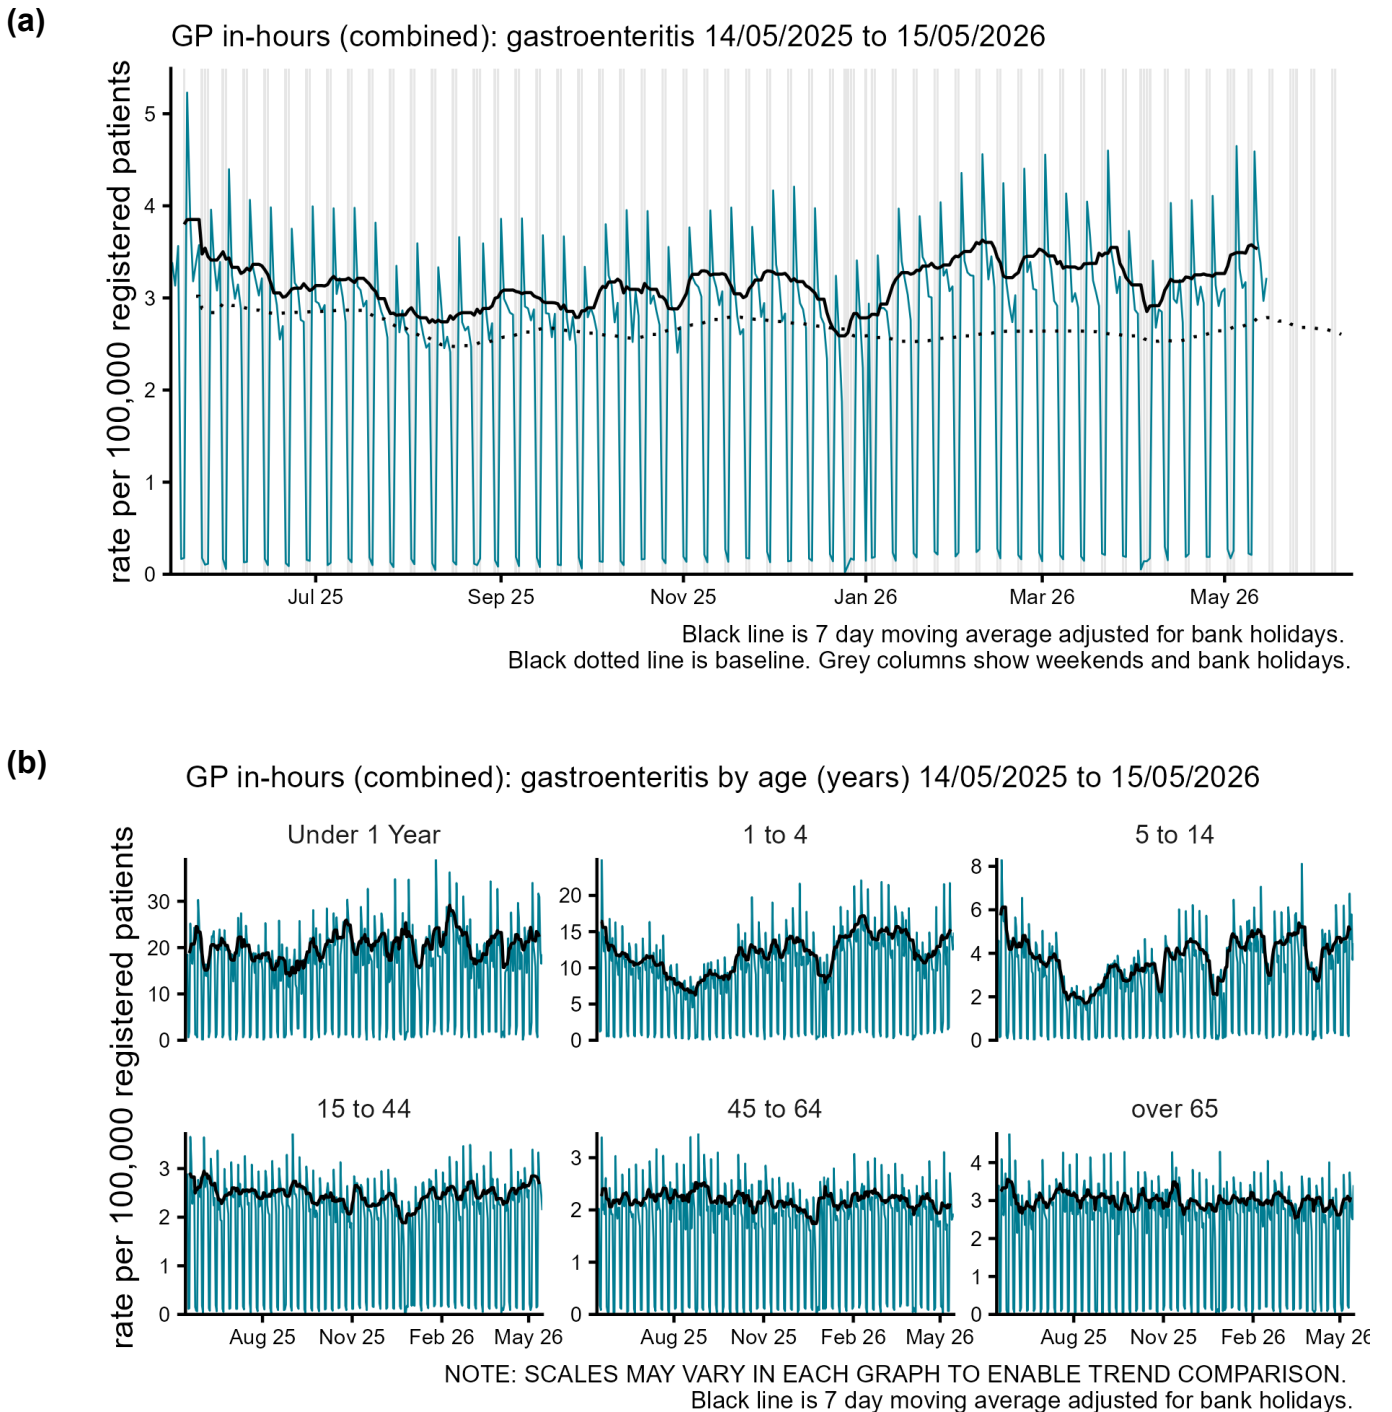 (a)
GP in-hours (combined): gastroenteritis 14/05/2025 to 15/05/2026
rate per 100,000 registered patients
5
4
3
2
1
0
Jul 25 Sep 25 Nov 25 Jan 26 Mar 26 May 26
Black line is 7 day moving average adjusted for bank holidays.
Black dotted line is baseline. Grey columns show weekends and bank holidays.
(b)
GP in-hours (combined): gastroenteritis by age (years) 14/05/2025 to 15/05/2026
rate per 100,000 registered patients
Under 1 Year
30
20
10
0
1 to 4
20
15
10
5
0
5 to 14
8
6
4
2
0
15 to 44
3
2
1
0
Aug 25 Nov 25 Feb 26 May 26
45 to 64
3
2
1
0
Aug 25 Nov 25 Feb 26 May 26
over 65
4
3
2
1
0
Aug 25 Nov 25 Feb 26 May 26
NOTE: SCALES MAY VARY IN EACH GRAPH TO ENABLE TREND COMPARISON.
Black line is 7 day moving average adjusted for bank holidays.